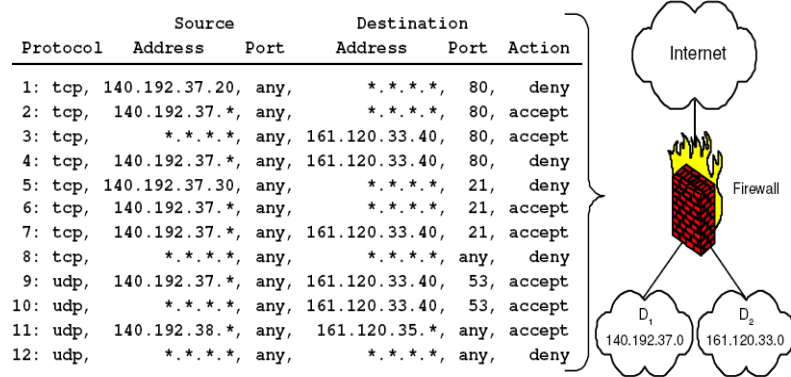 Source Destination
Protocol Address Port Address Port Action
1: tcp, 140.192.37.20, any, *.*.*.*, 80, deny
2: tcp, 140.192.37.*, any, *.*.*.*, 80, accept
3: tcp, *.*.*.*, any, 161.120.33.40, 80, accept
4: tcp, 140.192.37.*, any, 161.120.33.40, 80, deny
5: tcp, 140.192.37.30, any, *.*.*.*, 21, deny
6: tcp, 140.192.37.*, any, *.*.*.*, 21, accept
7: tcp, 140.192.37.*, any, 161.120.33.40, 21, accept
8: tcp, *.*.*.*, any, *.*.*.*, any, deny
9: udp, 140.192.37.*, any, 161.120.33.40, 53, accept
10: udp, *.*.*.*, any, 161.120.33.40, 53, accept
11: udp, 140.192.38.*, any, 161.120.35.*, any, accept
12: udp, *.*.*.*, any, *.*.*.*, any, deny
Internet
Firewall
D1
140.192.37.0
D2
161.120.33.0